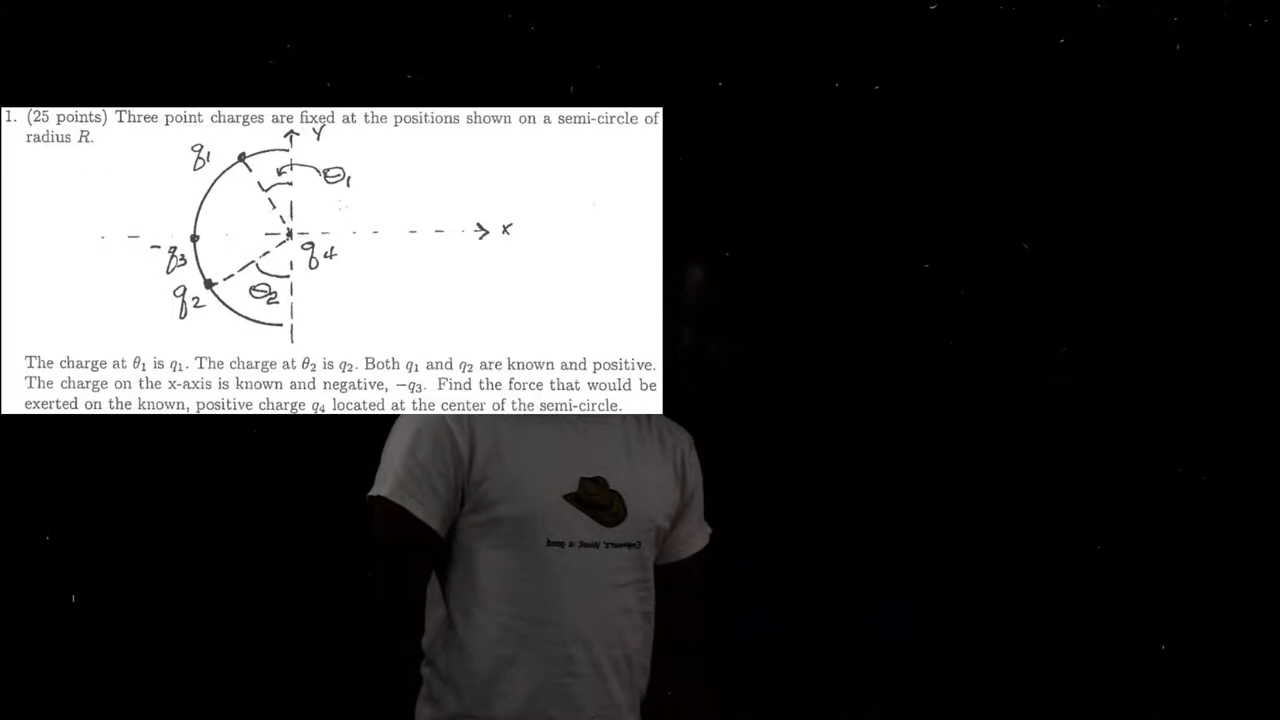 1. (25 points) Three point charges are fixed at the positions shown on a semi-circle of
radius R.
Y
q1
θ1
x
-q3
q4
q2
θ2
The charge at θ1 is q1. The charge at θ2 is q2. Both q1 and q2 are known and positive.
The charge on the x-axis is known and negative, −q3. Find the force that would be
exerted on the known, positive charge q4 located at the center of the semi-circle.